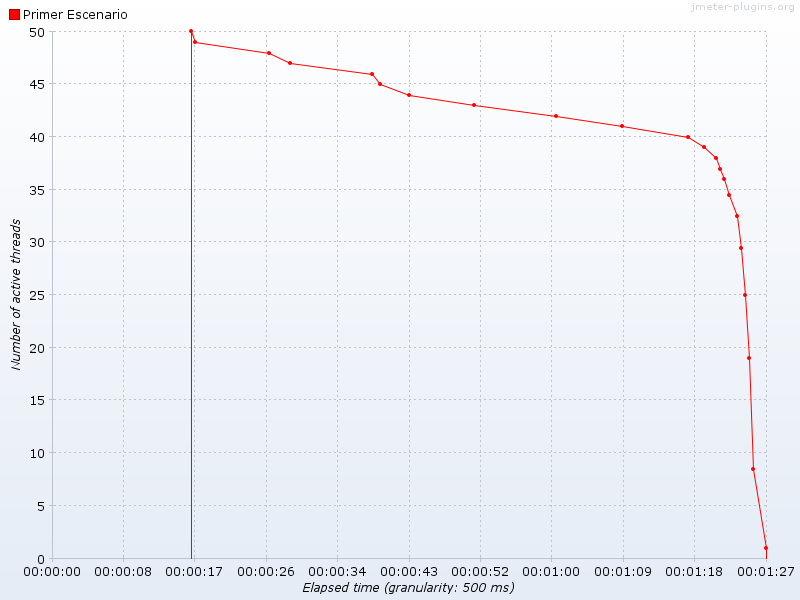 jmeter-plugins.org
Primer Escenario
50
45
40
35
30
25
20
15
10
5
0
Number of active threads
00:00:00 00:00:08 00:00:17 00:00:26 00:00:34 00:00:43 00:00:52 00:01:00 00:01:09 00:01:18 00:01:27
Elapsed time (granularity: 500 ms)